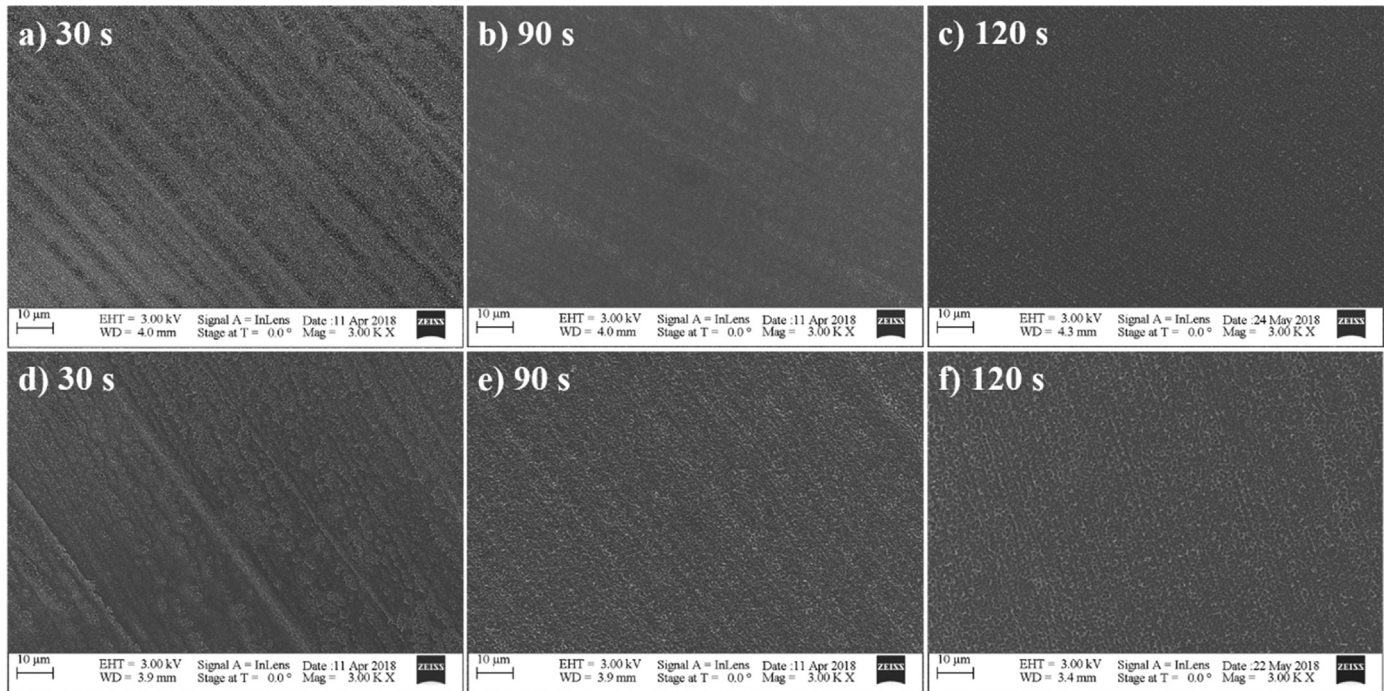 a) 30 s
b) 90 s
c) 120 s
10 µm
EHT = 3.00 kV Signal A = InLens Date :11 Apr 2018
WD = 4.0 mm Stage at T = 0.0 ° Mag = 3.00 K X
ZEISS
10 µm
EHT = 3.00 kV Signal A = InLens Date :11 Apr 2018
WD = 4.0 mm Stage at T = 0.0 ° Mag = 3.00 K X
ZEISS
10 µm
EHT = 3.00 kV Signal A = InLens Date :24 May 2018
WD = 4.3 mm Stage at T = 0.0 ° Mag = 3.00 K X
ZEISS
d) 30 s
e) 90 s
f) 120 s
10 µm
EHT = 3.00 kV Signal A = InLens Date :11 Apr 2018
WD = 3.9 mm Stage at T = 0.0 ° Mag = 3.00 K X
ZEISS
10 µm
EHT = 3.00 kV Signal A = InLens Date :11 Apr 2018
WD = 3.9 mm Stage at T = 0.0 ° Mag = 3.00 K X
ZEISS
10 µm
EHT = 3.00 kV Signal A = InLens Date :22 May 2018
WD = 3.4 mm Stage at T = 0.0 ° Mag = 3.00 K X
ZEISS